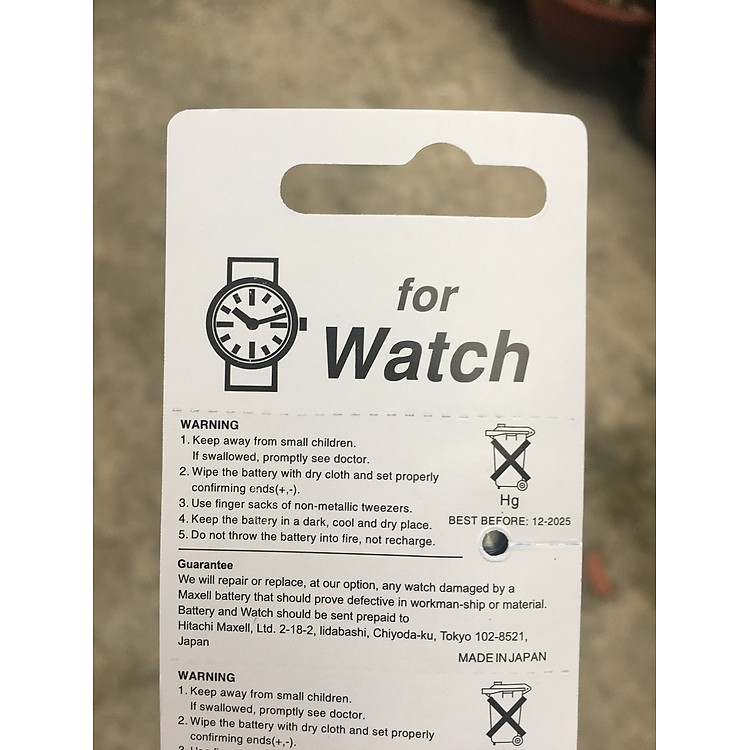 for
Watch
WARNING
1. Keep away from small children.
If swallowed, promptly see doctor.
2. Wipe the battery with dry cloth and set properly
confirming ends(+,-).
3. Use finger sacks of non-metallic tweezers.
4. Keep the battery in a dark, cool and dry place.
5. Do not throw the battery into fire, not recharge.
Hg
BEST BEFORE: 12-2025
Guarantee
We will repair or replace, at our option, any watch damaged by a
Maxell battery that should prove defective in workman-ship or material.
Battery and Watch should be sent prepaid to
Hitachi Maxell, Ltd. 2-18-2, Iidabashi, Chiyoda-ku, Tokyo 102-8521,
Japan
MADE IN JAPAN
WARNING
1. Keep away from small children.
If swallowed, promptly see doctor.
2. Wipe the battery with dry cloth and set properly
confirming ends(+,-).